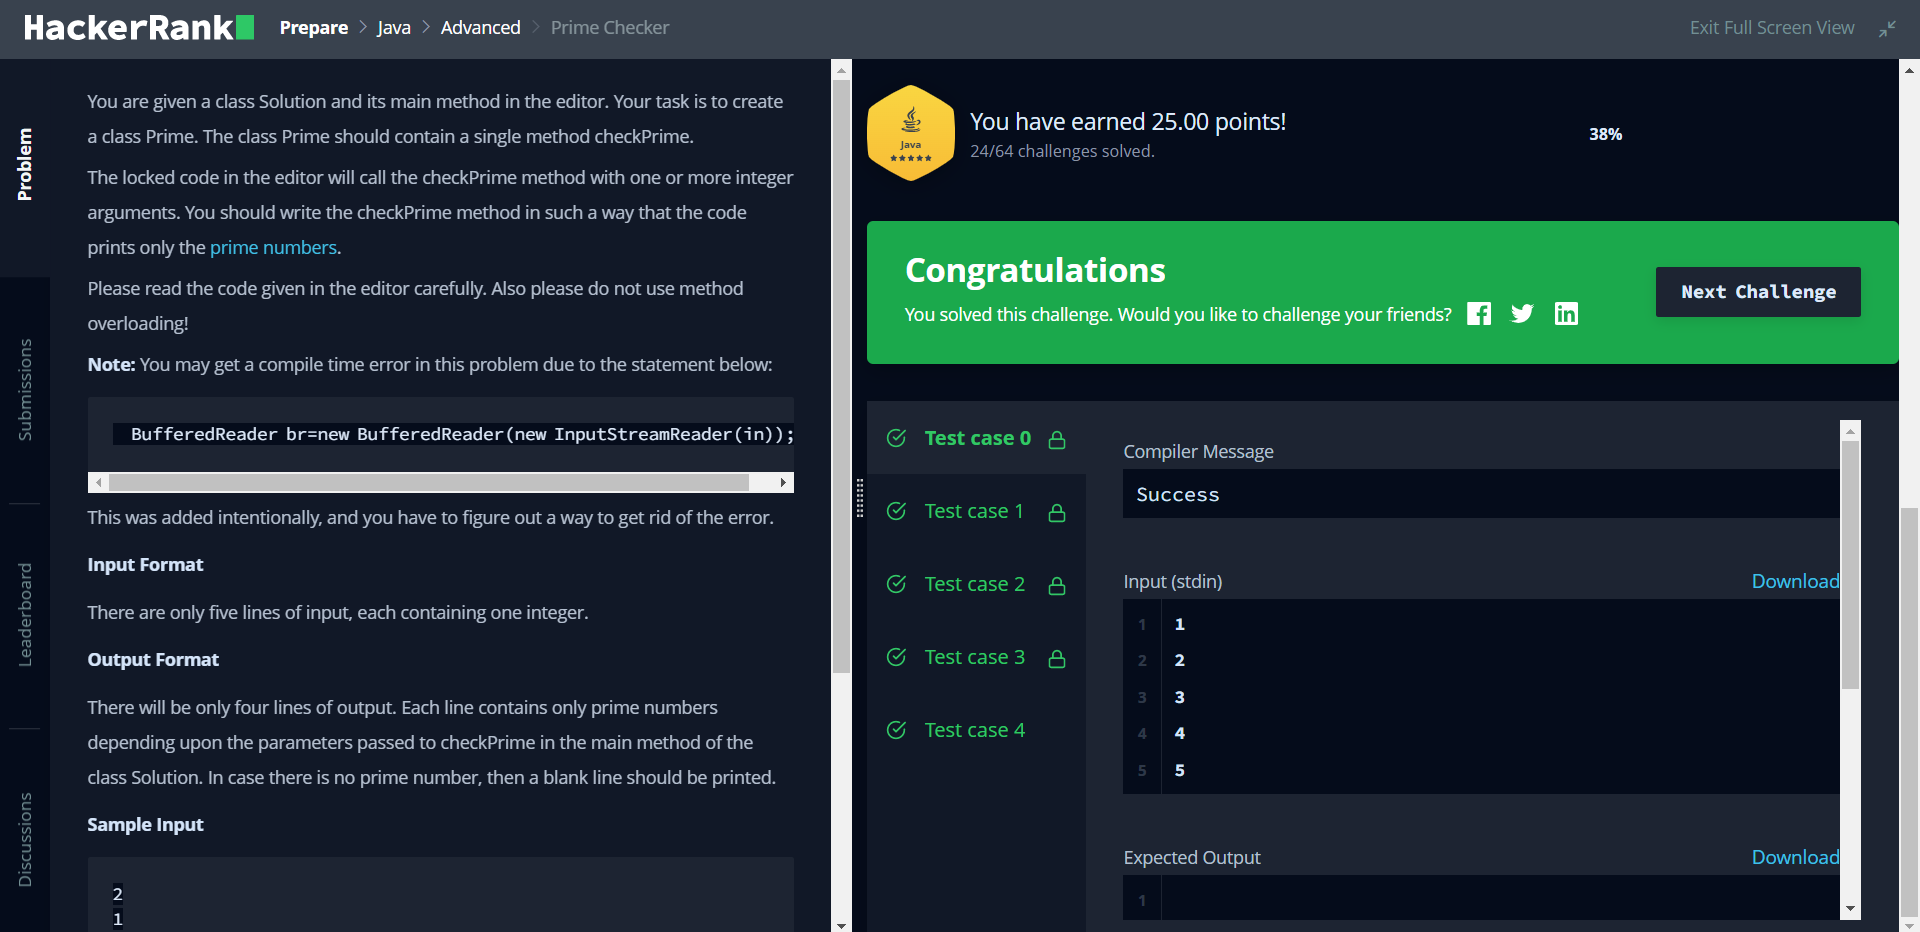 HackerRank
Prepare > Java > Advanced > Prime Checker
Exit Full Screen View
Problem
Submissions
Leaderboard
Discussions
You are given a class Solution and its main method in the editor. Your task is to create
a class Prime. The class Prime should contain a single method checkPrime.
The locked code in the editor will call the checkPrime method with one or more integer
arguments. You should write the checkPrime method in such a way that the code
prints only the prime numbers.
Please read the code given in the editor carefully. Also please do not use method
overloading!
Note: You may get a compile time error in this problem due to the statement below:
BufferedReader br=new BufferedReader(new InputStreamReader(in));
This was added intentionally, and you have to figure out a way to get rid of the error.
Input Format
There are only five lines of input, each containing one integer.
Output Format
There will be only four lines of output. Each line contains only prime numbers
depending upon the parameters passed to checkPrime in the main method of the
class Solution. In case there is no prime number, then a blank line should be printed.
Sample Input
2
1
Java
You have earned 25.00 points!
24/64 challenges solved.
38%
Congratulations
You solved this challenge. Would you like to challenge your friends?
Next Challenge
Test case 0
Test case 1
Test case 2
Test case 3
Test case 4
Compiler Message
Success
Input (stdin)
Download
1 1
2 2
3 3
4 4
5 5
Expected Output
Download
1